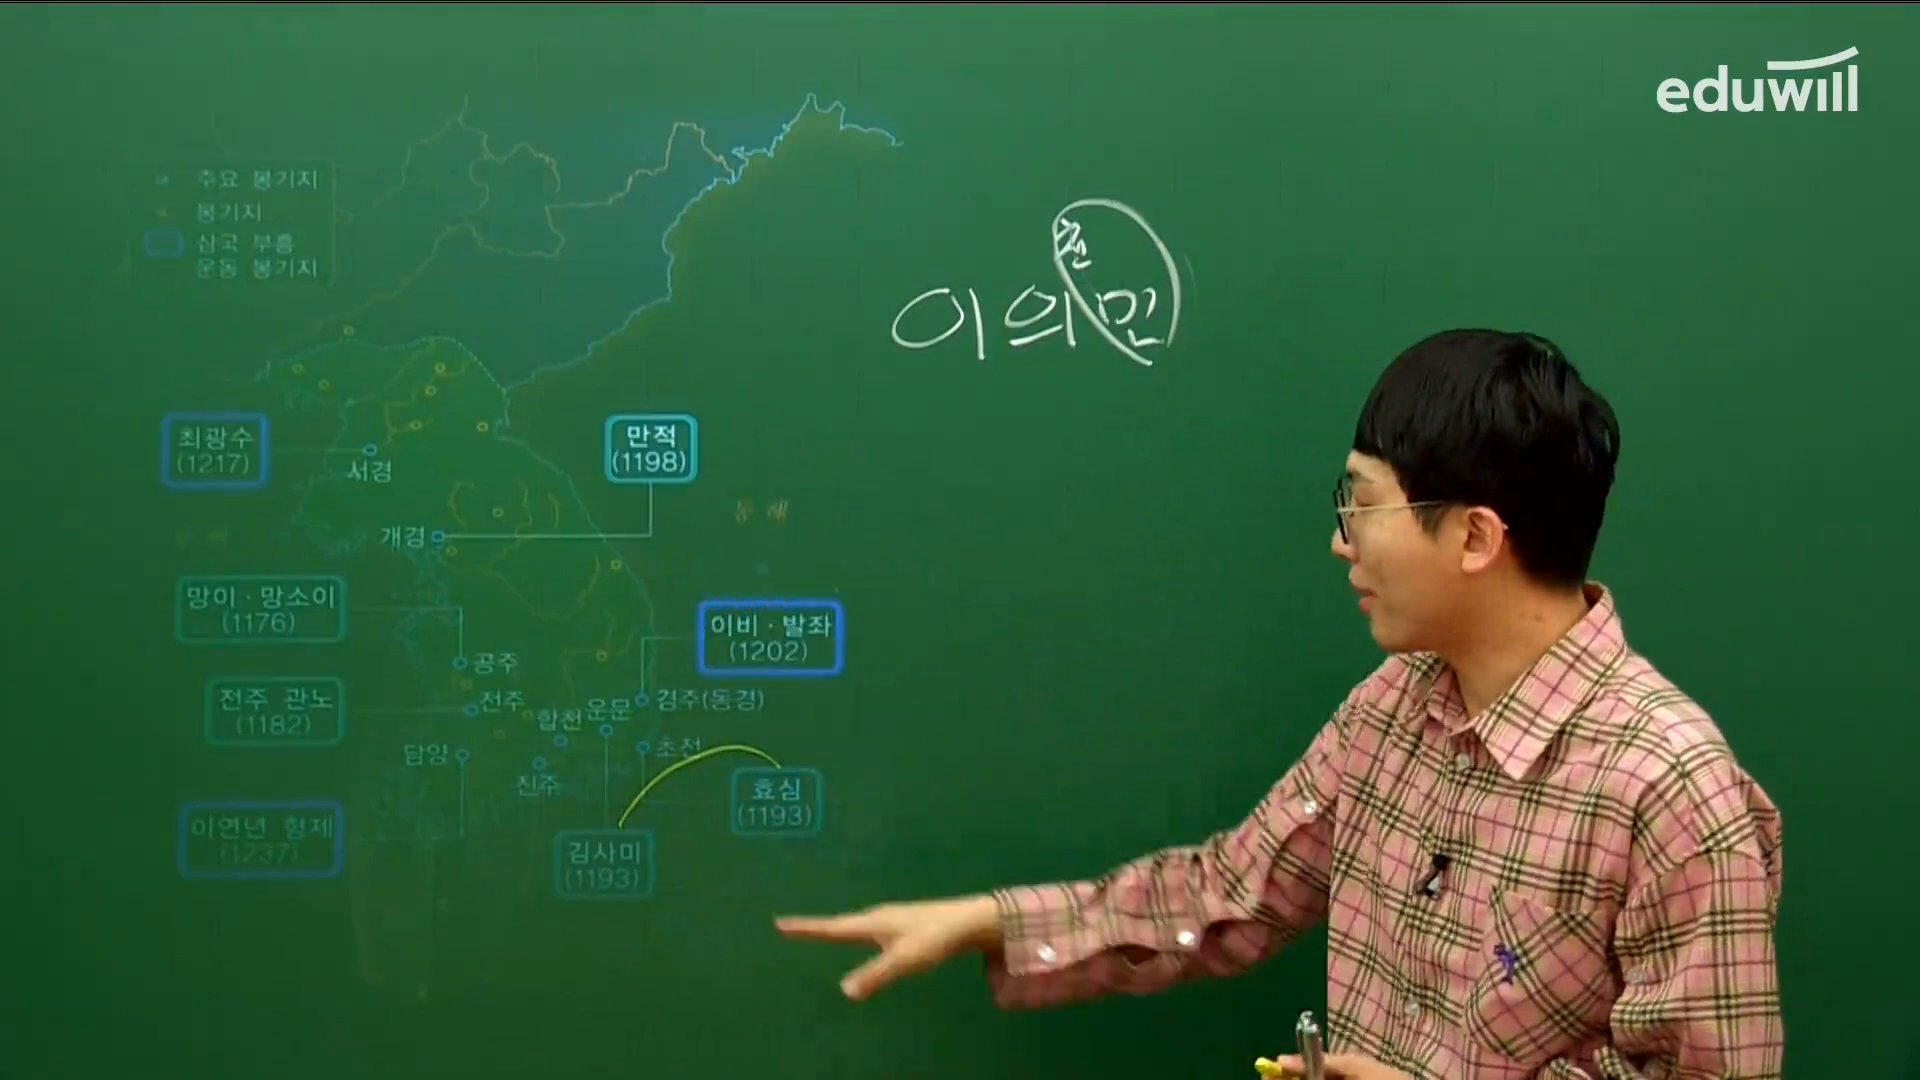 eduwill
주요 봉기지
봉기지
삼국 부흥
운동 봉기지
천
이의민
최광수
(1217)
서경
만적
(1198)
동해
개경
망이·망소이
(1176)
공주
이비·발좌
(1202)
전주 관노
(1182)
전주
합천
운문
경주(동경)
담양
진주
초전
효심
(1193)
이연년 형제
(1237)
김사미
(1193)